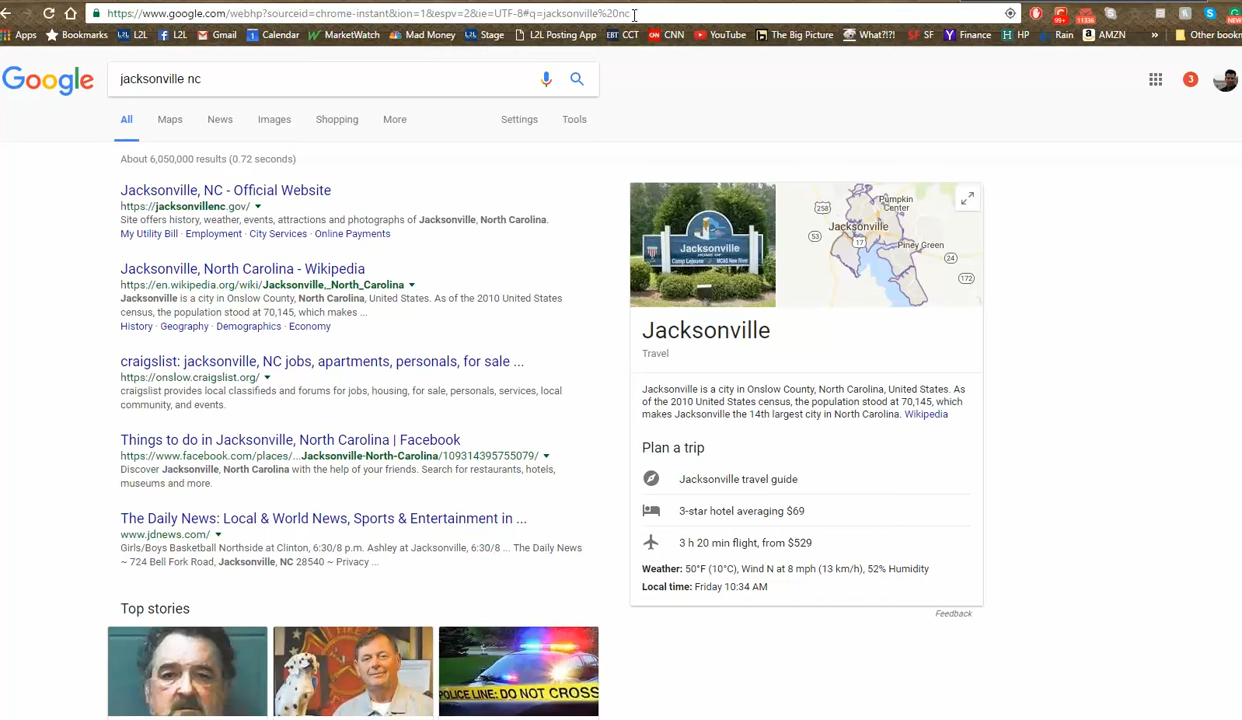 https://www.google.com/webhp?sourceid=chrome-instant&ion=1&espv=2&ie=UTF-8#q=jacksonville%20nc
99+
11336
NEW
Apps Bookmarks L2L L2L Gmail Calendar MarketWatch Mad Money Stage L2L Posting App CCT CNN YouTube The Big Picture What?!? SF Finance HP Rain AMZN » Other bookn
Google
jacksonville nc
3
All Maps News Images Shopping More Settings Tools
About 6,050,000 results (0.72 seconds)
Jacksonville, NC - Official Website
https://jacksonvillenc.gov/
Site offers history, weather, events, attractions and photographs of Jacksonville, North Carolina.
My Utility Bill · Employment · City Services · Online Payments
Jacksonville, North Carolina - Wikipedia
https://en.wikipedia.org/wiki/Jacksonville,_North_Carolina
Jacksonville is a city in Onslow County, North Carolina, United States. As of the 2010 United States
census, the population stood at 70,145, which makes ...
History · Geography · Demographics · Economy
craigslist: jacksonville, NC jobs, apartments, personals, for sale ...
https://onslow.craigslist.org/
craigslist provides local classifieds and forums for jobs, housing, for sale, personals, services, local
community, and events.
Things to do in Jacksonville, North Carolina | Facebook
https://www.facebook.com/places/...Jacksonville-North-Carolina/109314395755079/
Discover Jacksonville, North Carolina with the help of your friends. Search for restaurants, hotels,
museums and more.
The Daily News: Local & World News, Sports & Entertainment in ...
www.jdnews.com/
Girls/Boys Basketball Northside at Clinton, 6:30/8 p.m. Ashley at Jacksonville, 6:30/8 ... The Daily News
~ 724 Bell Fork Road, Jacksonville, NC 28540 ~ Privacy ...
Top stories
POLICE LINE: DO NOT CROSS
Jacksonville
HOME OF
Camp Lejeune
258
Pumpkin
Center
53
Jacksonville
17
Piney Green
24
172
Jacksonville
Travel
Jacksonville is a city in Onslow County, North Carolina, United States. As
of the 2010 United States census, the population stood at 70,145, which
makes Jacksonville the 14th largest city in North Carolina. Wikipedia
Plan a trip
Jacksonville travel guide
3-star hotel averaging $69
3 h 20 min flight, from $529
Weather: 50°F (10°C), Wind N at 8 mph (13 km/h), 52% Humidity
Local time: Friday 10:34 AM
Feedback